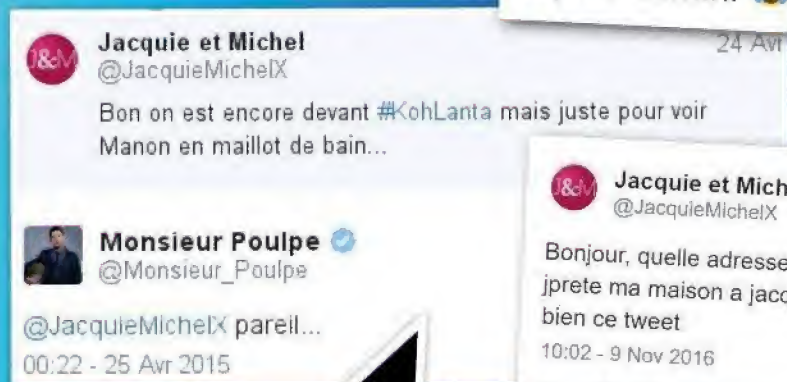 24 Avr
J&M
Jacquie et Michel
@JacquieMichelX
Bon on est encore devant #KohLanta mais juste pour voir
Manon en maillot de bain...
Monsieur Poulpe
@Monsieur_Poulpe
@JacquieMichelX pareil...
00:22 - 25 Avr 2015
J&M
Jacquie et Mich
@JacquieMichelX
Bonjour, quelle adresse
jprete ma maison a jacq
bien ce tweet
10:02 - 9 Nov 2016